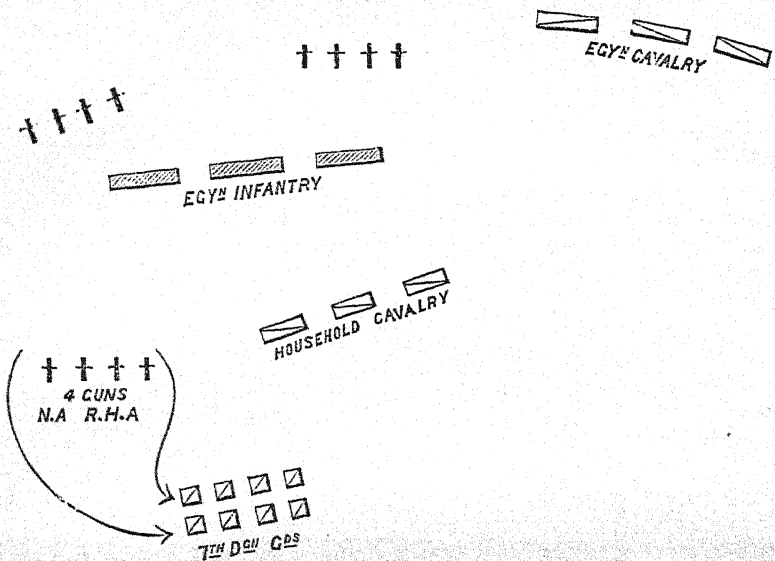 EGYN CAVALRY
EGYN INFANTRY
HOUSEHOLD CAVALRY
4 GUNS
N.A R.H.A
7TH DGN GDS